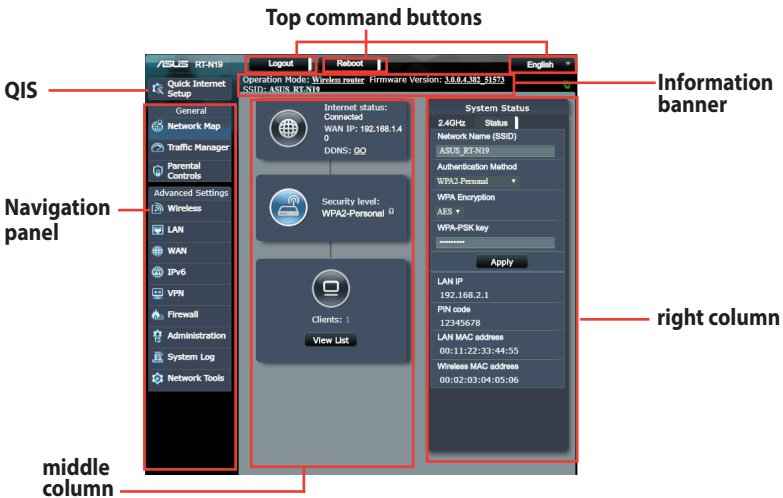 Top command buttons
QIS
Navigation
panel
middle
column
Information
banner
right column
ASUS RT-N19
Logout
Reboot
English
Operation Mode: Wireless router Firmware Version: 3.0.0.4.382_51573
SSID: ASUS_RT-N19
Quick Internet
Setup
General
Network Map
Traffic Manager
Parental
Controls
Advanced Settings
Wireless
LAN
WAN
IPv6
VPN
Firewall
Administration
System Log
Network Tools
Internet status:
Connected
WAN IP: 192.168.1.4
0
DDNS: GO
Security level:
WPA2-Personal
Clients: 1
View List
System Status
2.4GHz Status
Network Name (SSID)
ASUS_RT-N19
Authentication Method
WPA2-Personal
WPA Encryption
AES
WPA-PSK key
Apply
LAN IP
192.168.2.1
PIN code
12345678
LAN MAC address
00:11:22:33:44:55
Wireless MAC address
00:02:03:04:05:06